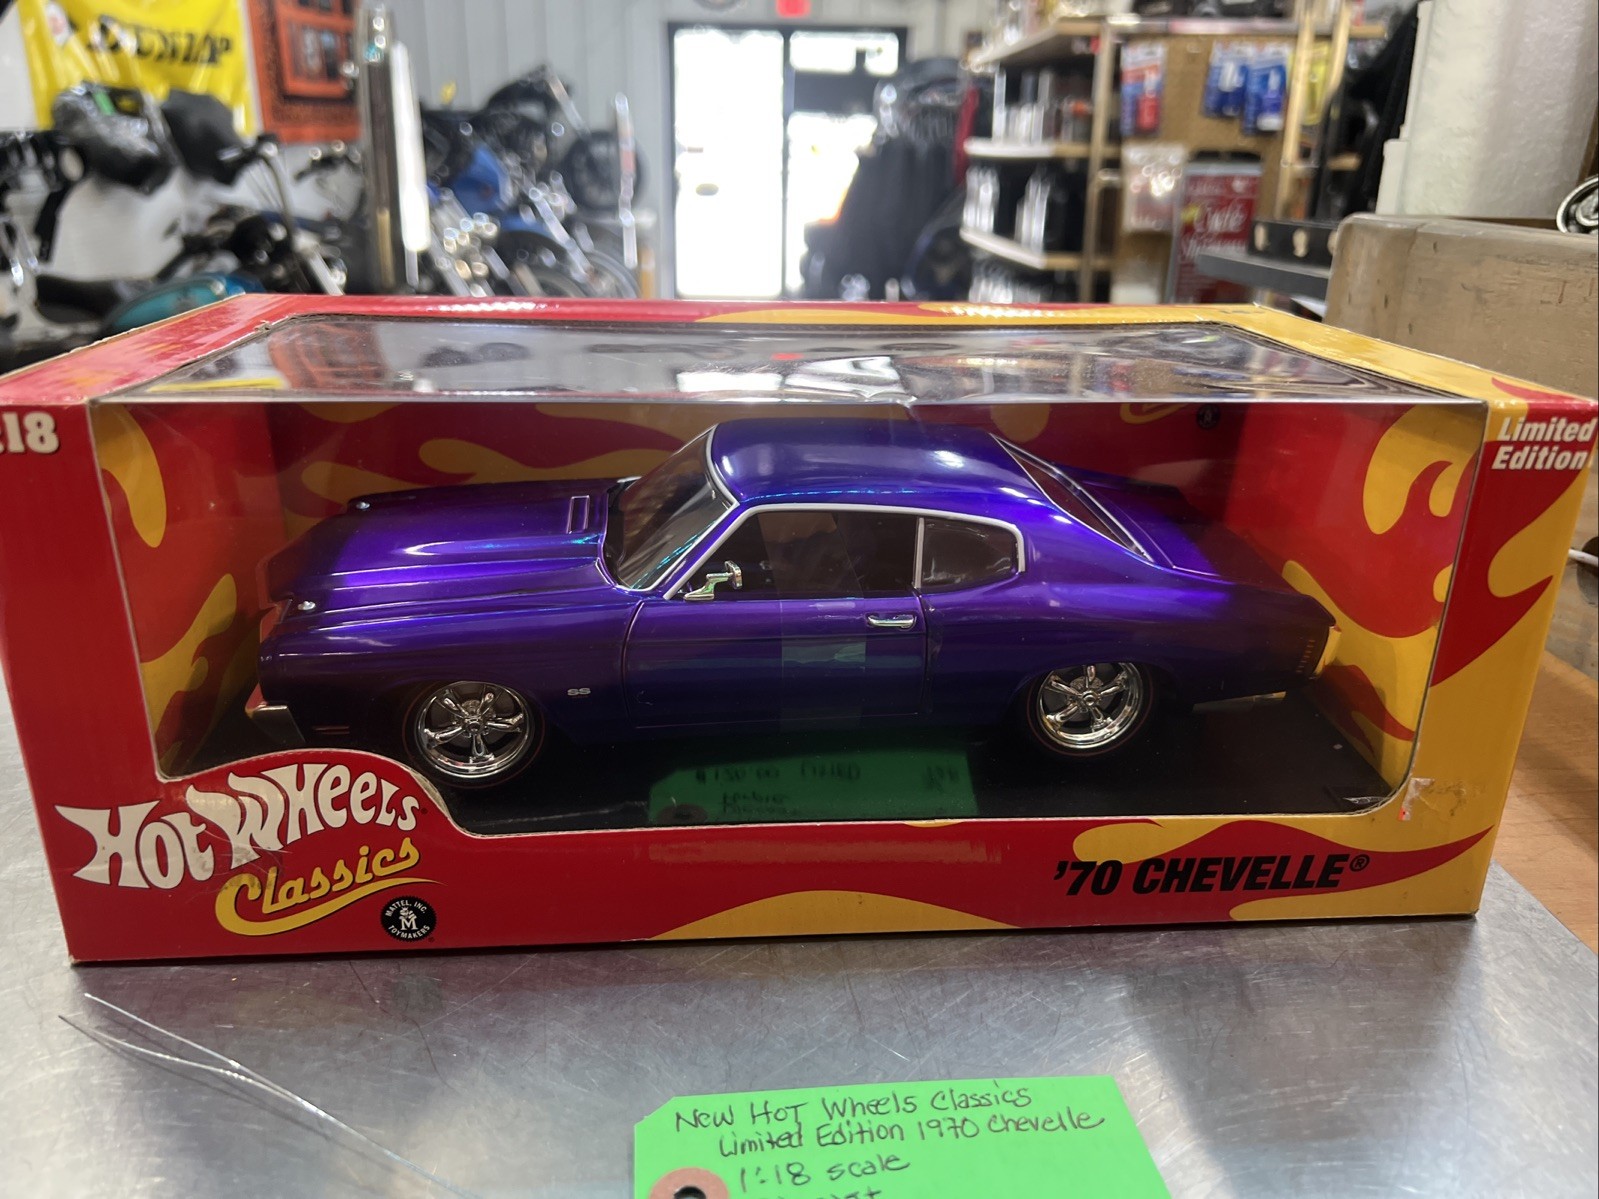 DUNLOP
:18
Limited
Edition
SS
HOT WHEELS
Classics
MATTEL, INC.
M
TOYMAKERS
'70 CHEVELLE®
New Hot Wheels Classics
Limited Edition 1970 Chevelle
1:18 scale